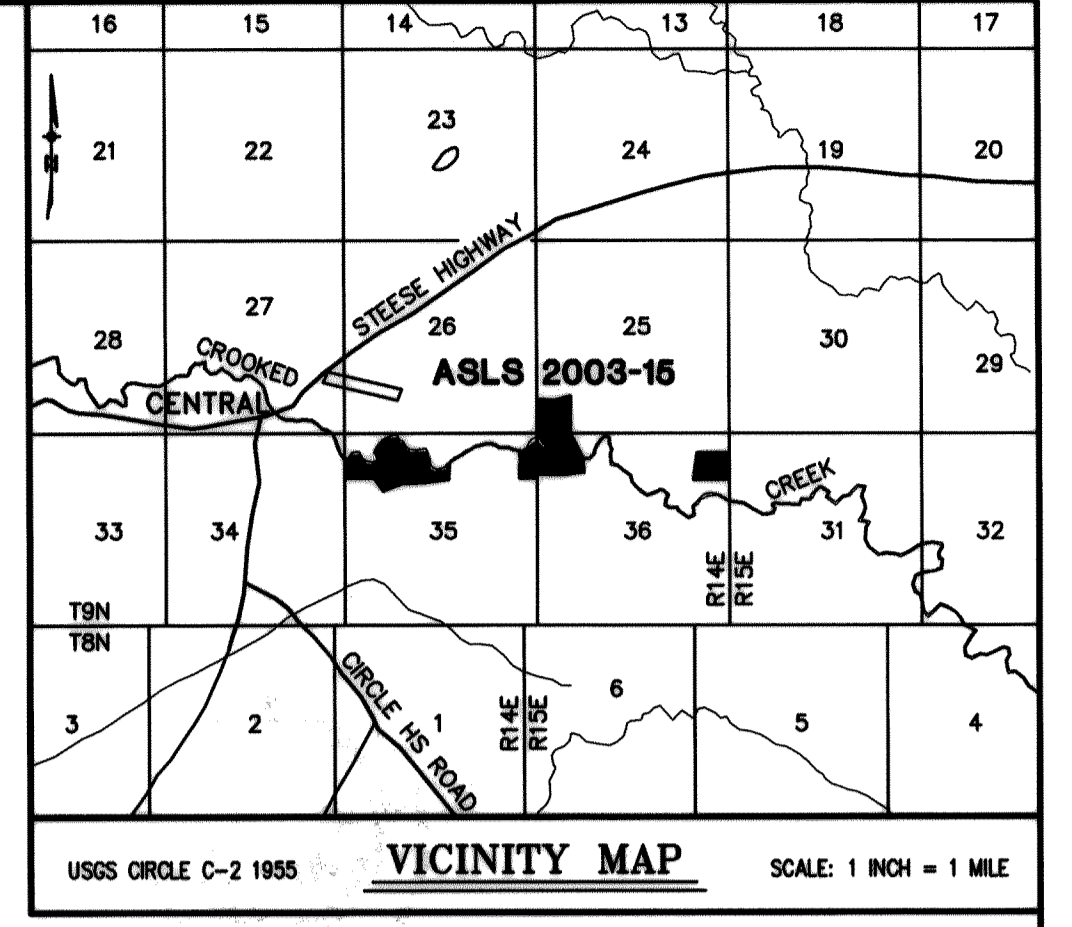 16 15 14 13 18 17
23
21 22 24 19 20
STEESE HIGHWAY
27
28 26 25 30
29
CROOKED
ASLS 2003-15
CENTRAL
CREEK
33 34 35 36 31 32
R14E
R15E
T9N
T8N
CIRCLE HS ROAD
6
R14E
R15E
3 2 1 5 4
USGS CIRCLE C-2 1955
VICINITY MAP
SCALE: 1 INCH = 1 MILE
N